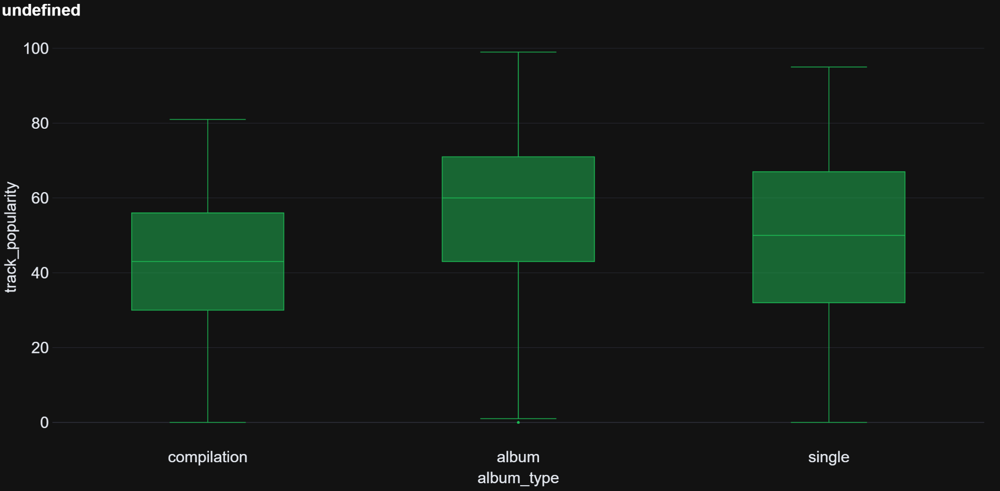 undefined
100
80
60
40
20
0
track_popularity
compilation album single
album_type